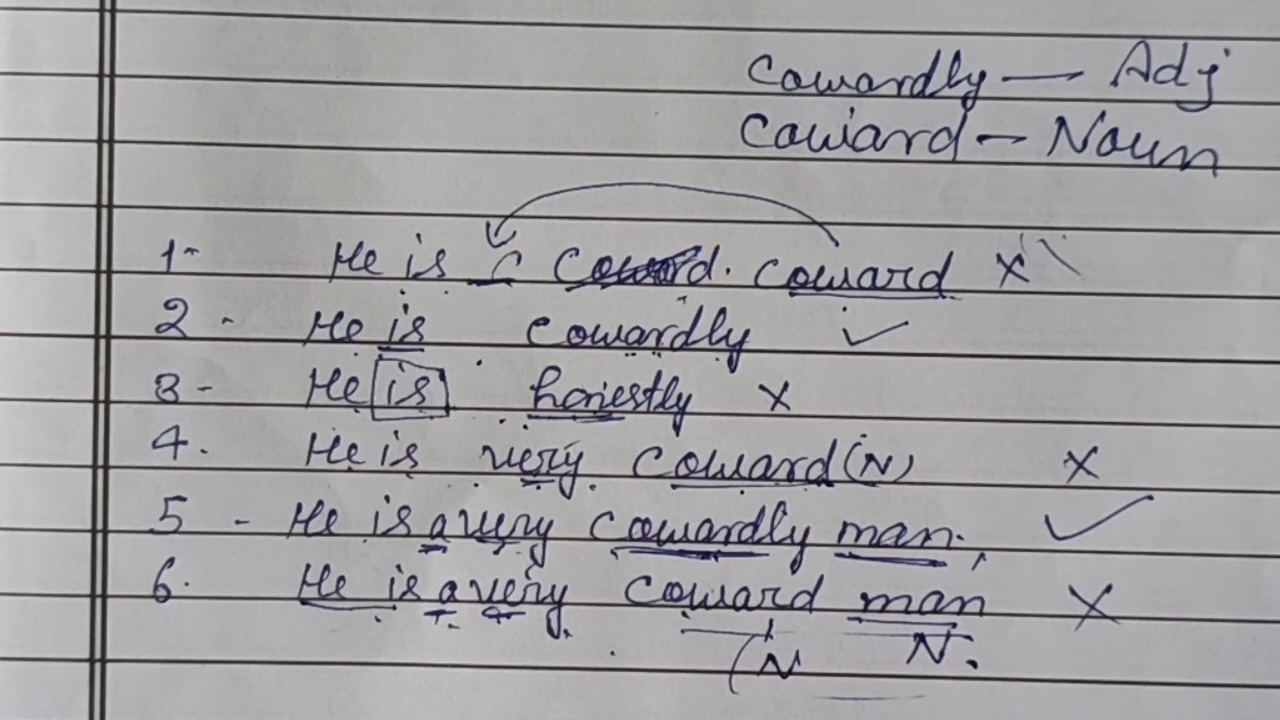 Cowardly — Adj
Coward — Noun
1- He is C Coward. Coward ×
2 - He is cowardly ✓
3 - He is honestly ×
4. He is very Coward (N) ×
5 - He is a very Cowardly man. ✓
6. He is a very Coward man ×
(N N.